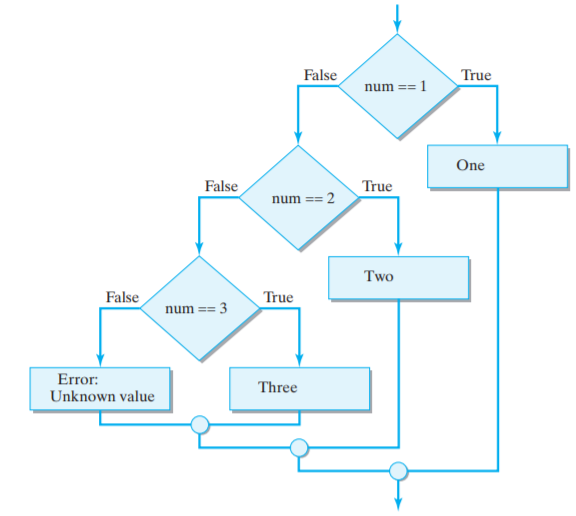 False
True
num == 1
One
False
True
num == 2
Two
False
True
num == 3
Error:
Unknown value
Three